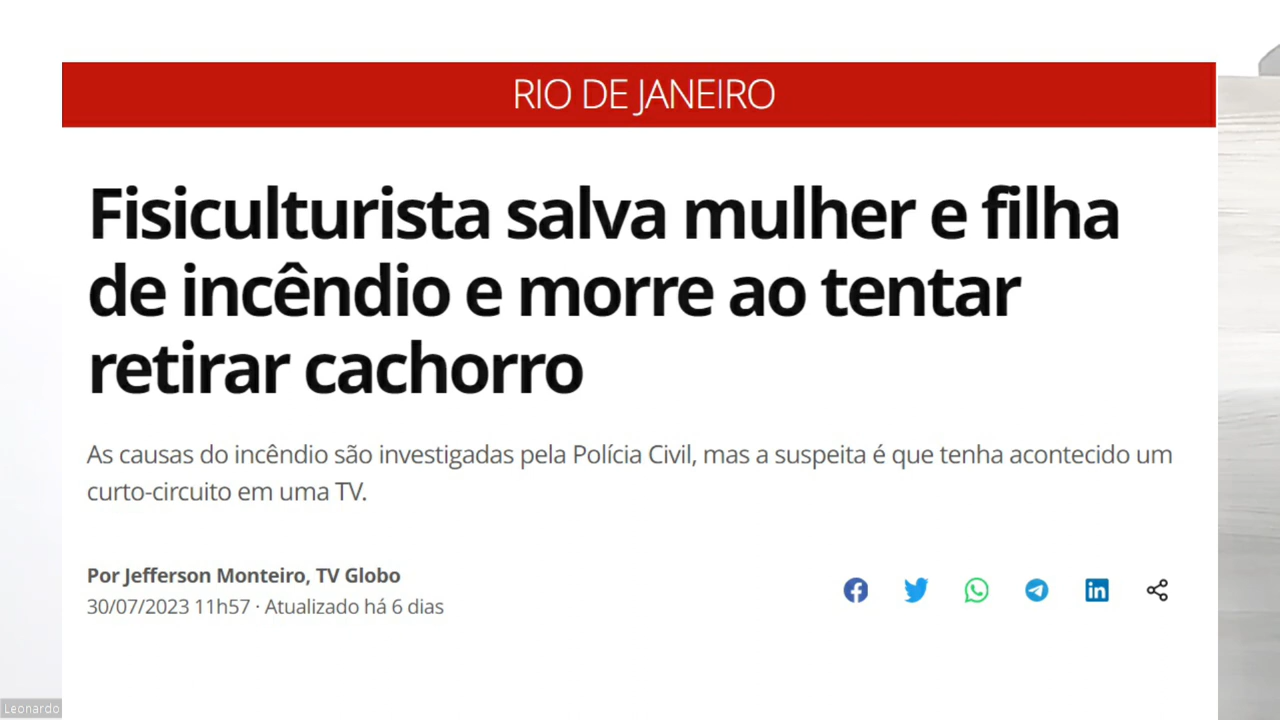 RIO DE JANEIRO
Fisiculturista salva mulher e filha
de incêndio e morre ao tentar
retirar cachorro
As causas do incêndio são investigadas pela Polícia Civil, mas a suspeita é que tenha acontecido um
curto-circuito em uma TV.
Por Jefferson Monteiro, TV Globo
30/07/2023 11h57 · Atualizado há 6 dias
Leonardo